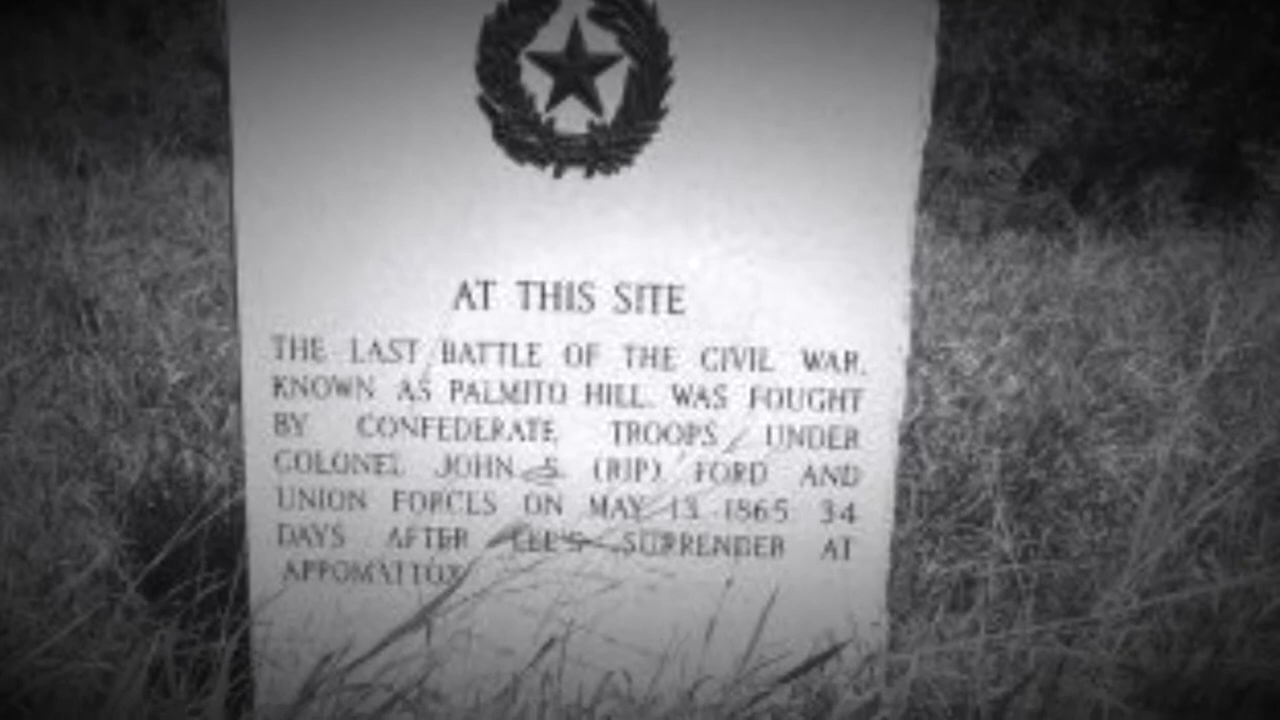 AT THIS SITE
THE LAST BATTLE OF THE CIVIL WAR,
KNOWN AS PALMITO HILL, WAS FOUGHT
BY CONFEDERATE TROOPS UNDER
COLONEL JOHN S. (RIP) FORD AND
UNION FORCES ON MAY 13 1865 34
DAYS AFTER LEE'S SURRENDER AT
APPOMATTOX